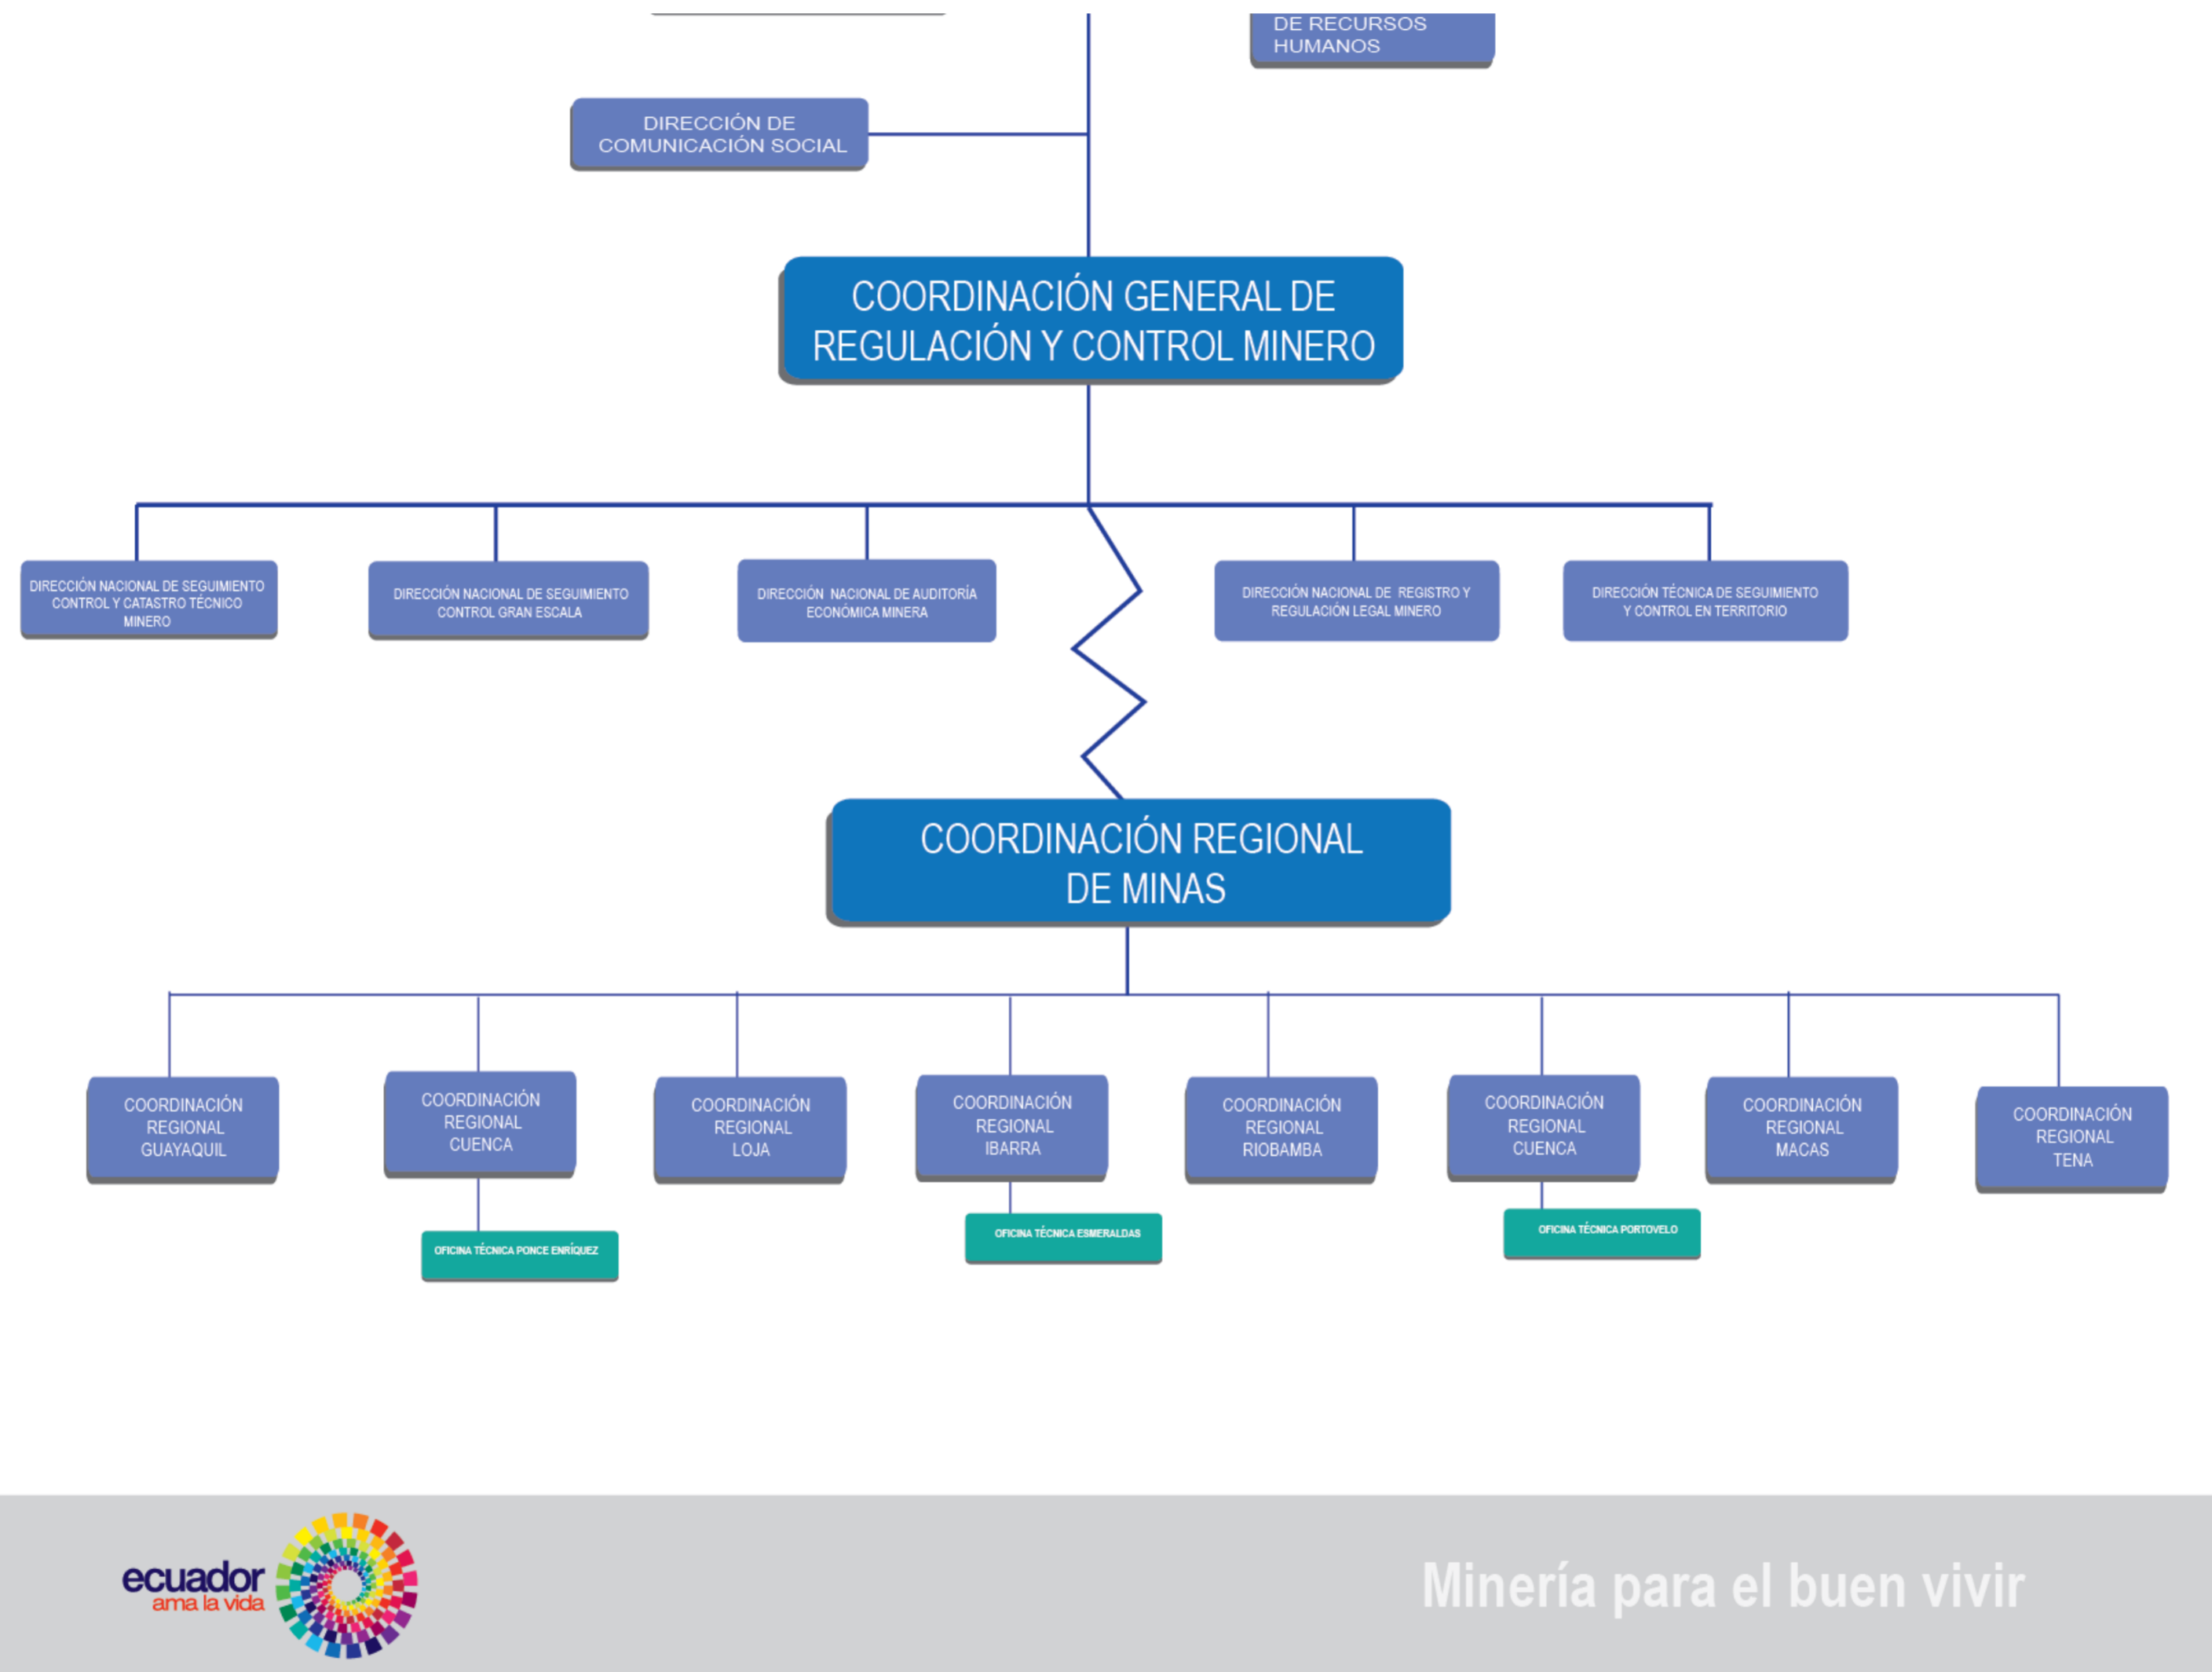 DE RECURSOS
HUMANOS
DIRECCIÓN DE
COMUNICACIÓN SOCIAL
COORDINACIÓN GENERAL DE
REGULACIÓN Y CONTROL MINERO
DIRECCIÓN NACIONAL DE SEGUIMIENTO
CONTROL Y CATASTRO TÉCNICO
MINERO
DIRECCIÓN NACIONAL DE SEGUIMIENTO
CONTROL GRAN ESCALA
DIRECCIÓN NACIONAL DE AUDITORÍA
ECONÓMICA MINERA
DIRECCIÓN NACIONAL DE REGISTRO Y
REGULACIÓN LEGAL MINERO
DIRECCIÓN TÉCNICA DE SEGUIMIENTO
Y CONTROL EN TERRITORIO
COORDINACIÓN REGIONAL
DE MINAS
COORDINACIÓN
REGIONAL
GUAYAQUIL
COORDINACIÓN
REGIONAL
CUENCA
COORDINACIÓN
REGIONAL
LOJA
COORDINACIÓN
REGIONAL
IBARRA
COORDINACIÓN
REGIONAL
RIOBAMBA
COORDINACIÓN
REGIONAL
CUENCA
COORDINACIÓN
REGIONAL
MACAS
COORDINACIÓN
REGIONAL
TENA
OFICINA TÉCNICA PONCE ENRÍQUEZ
OFICINA TÉCNICA ESMERALDAS
OFICINA TÉCNICA PORTOVELO
ecuador
ama la vida
Minería para el buen vivir